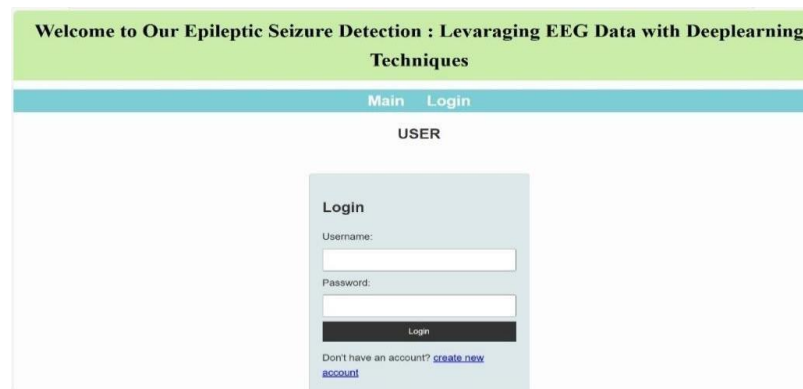 Welcome to Our Epileptic Seizure Detection : Levaraging EEG Data with Deeplearning
Techniques
Main Login
USER
Login
Username:
Password:
Login
Don't have an account? create new
account